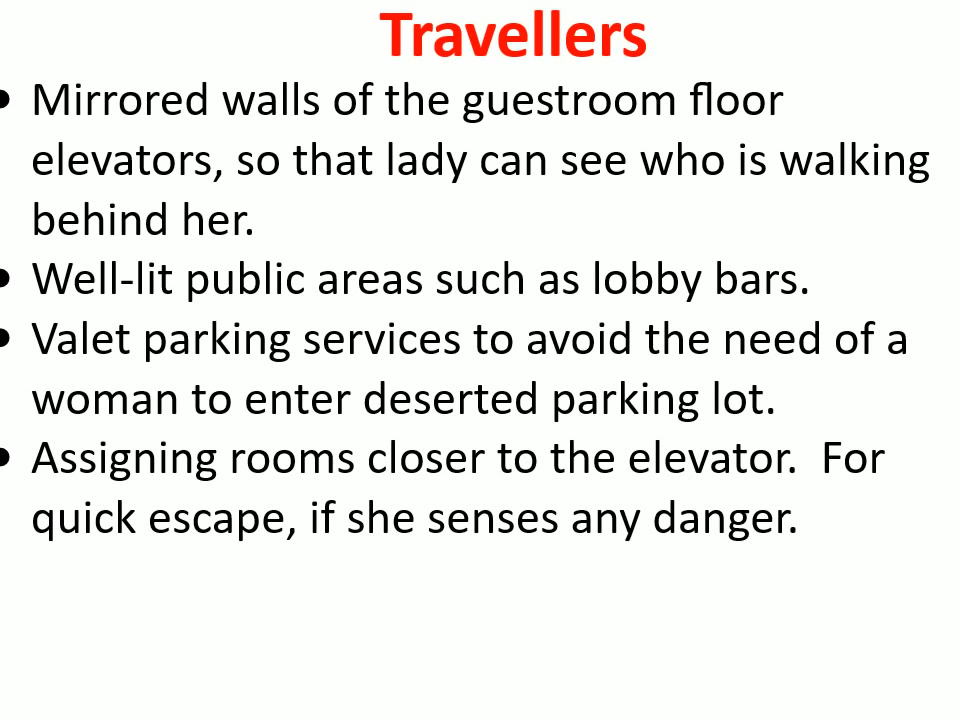 Travellers
• Mirrored walls of the guestroom floor
elevators, so that lady can see who is walking
behind her.
• Well-lit public areas such as lobby bars.
• Valet parking services to avoid the need of a
woman to enter deserted parking lot.
• Assigning rooms closer to the elevator.  For
quick escape, if she senses any danger.